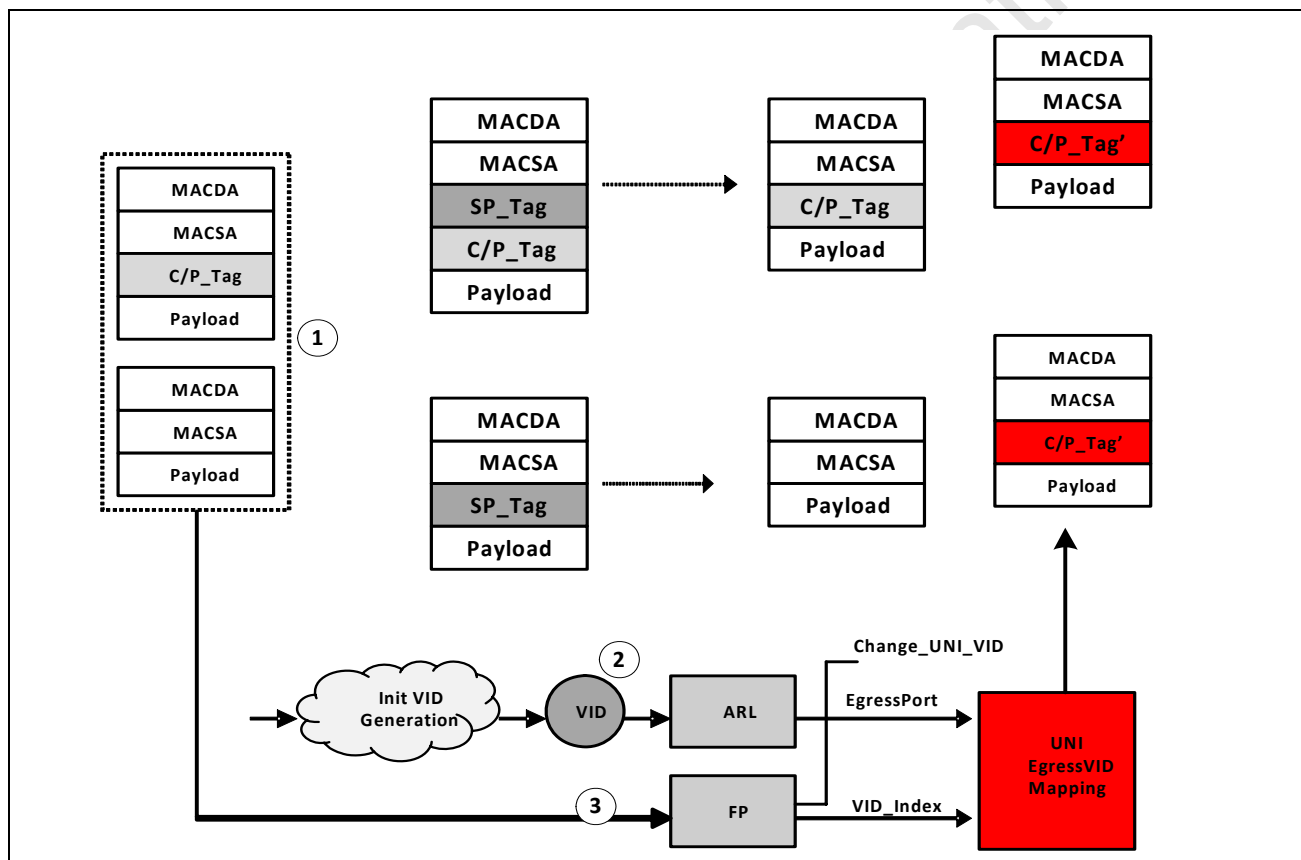 MACDA
MACSA
C/P_Tag
Payload
MACDA
MACSA
Payload
1
MACDA
MACSA
SP_Tag
C/P_Tag
Payload
MACDA
MACSA
C/P_Tag
Payload
MACDA
MACSA
C/P_Tag’
Payload
MACDA
MACSA
SP_Tag
Payload
MACDA
MACSA
Payload
MACDA
MACSA
C/P_Tag’
Payload
Init VID
Generation
2
VID
ARL
Change_UNI_VID
EgressPort
3
FP
VID_Index
UNI
EgressVID
Mapping